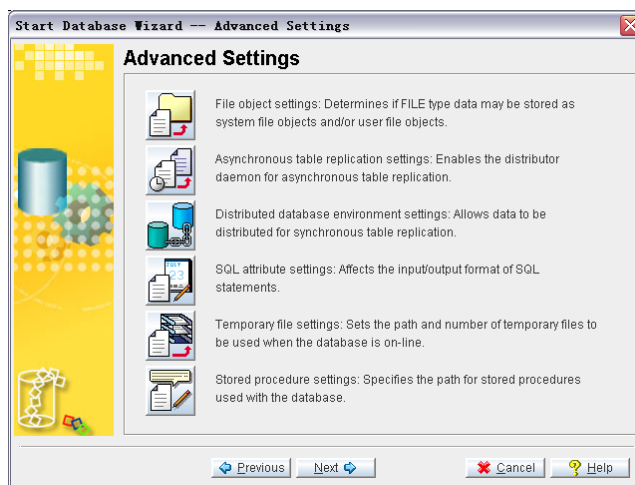 Start Database Wizard -- Advanced Settings
Advanced Settings
File object settings: Determines if FILE type data may be stored as
system file objects and/or user file objects.
Asynchronous table replication settings: Enables the distributor
daemon for asynchronous table replication.
Distributed database environment settings: Allows data to be
distributed for synchronous table replication.
JULY
23
SQL attribute settings: Affects the input/output format of SQL
statements.
Temporary file settings: Sets the path and number of temporary files to
be used when the database is on-line.
Stored procedure settings: Specifies the path for stored procedures
used with the database.
Previous
Next
Cancel
Help